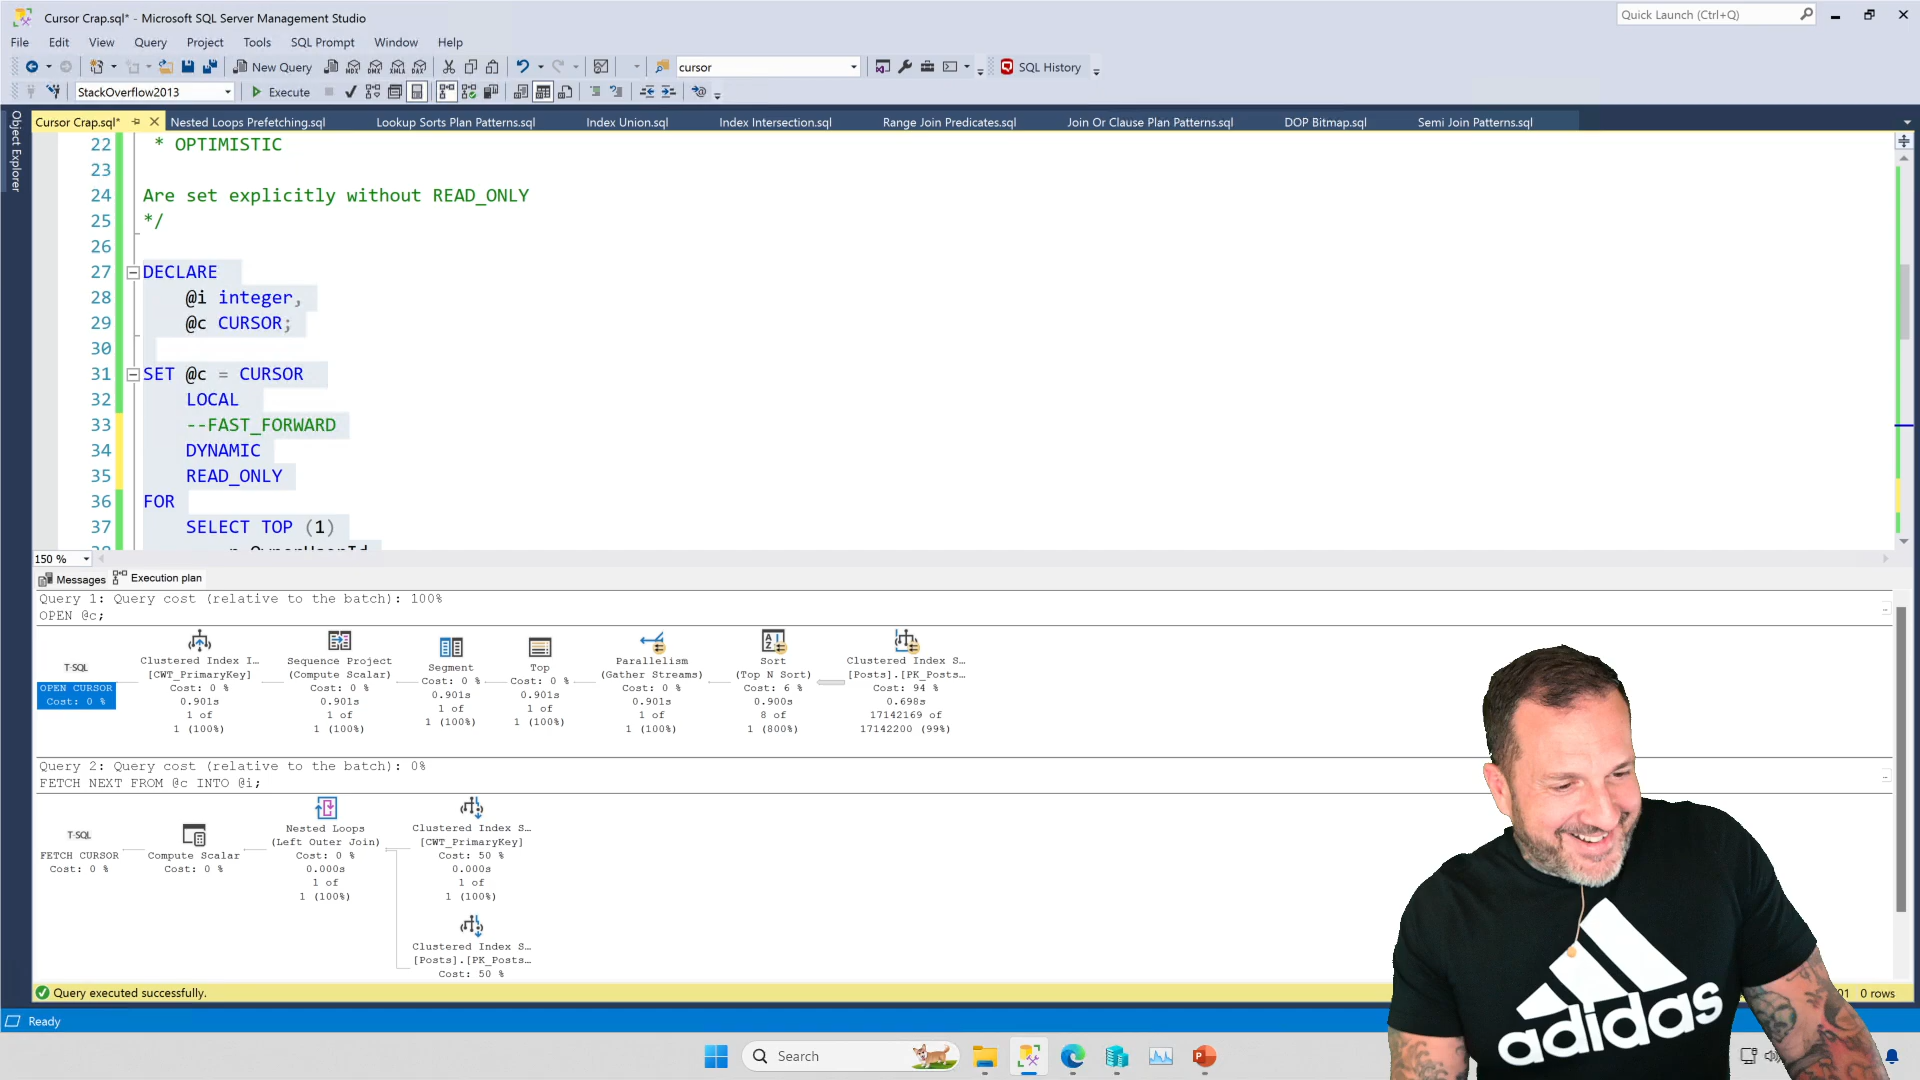 Cursor Crap.sql* - Microsoft SQL Server Management Studio
Quick Launch (Ctrl+Q)
File Edit View Query Project Tools SQL Prompt Window Help
New Query MDX DMX XMLA DAX cursor SQL History
StackOverflow2013 Execute
Object Explorer
Cursor Crap.sql* Nested Loops Prefetching.sql Lookup Sorts Plan Patterns.sql Index Union.sql Index Intersection.sql Range Join Predicates.sql Join Or Clause Plan Patterns.sql DOP Bitmap.sql Semi Join Patterns.sql
22 * OPTIMISTIC
23
24 Are set explicitly without READ_ONLY
25 */
26
27 DECLARE
28 @i integer,
29 @c CURSOR;
30
31 SET @c = CURSOR
32 LOCAL
33 --FAST_FORWARD
34 DYNAMIC
35 READ_ONLY
36 FOR
37 SELECT TOP (1)
38 p.OwnerUserId
150 %
Messages Execution plan
Query 1: Query cost (relative to the batch): 100%
OPEN @c;
T-SQL
OPEN CURSOR
Cost: 0 %
Clustered Index I...
[CWT_PrimaryKey]
Cost: 0 %
0.901s
1 of
1 (100%)
Sequence Project
(Compute Scalar)
Cost: 0 %
0.901s
1 of
1 (100%)
Segment
Cost: 0 %
0.901s
1 of
1 (100%)
Top
Cost: 0 %
0.901s
1 of
1 (100%)
Parallelism
(Gather Streams)
Cost: 0 %
0.901s
1 of
1 (100%)
Sort
(Top N Sort)
Cost: 6 %
0.900s
8 of
1 (800%)
Clustered Index S...
[Posts].[PK_Posts...
Cost: 94 %
0.698s
17142169 of
17142200 (99%)
Query 2: Query cost (relative to the batch): 0%
FETCH NEXT FROM @c INTO @i;
T-SQL
FETCH CURSOR
Cost: 0 %
Compute Scalar
Cost: 0 %
Nested Loops
(Left Outer Join)
Cost: 0 %
0.000s
1 of
1 (100%)
Clustered Index S...
[CWT_PrimaryKey]
Cost: 50 %
0.000s
1 of
1 (100%)
Clustered Index S...
[Posts].[PK_Posts...
Cost: 50 %
Query executed successfully.
01 0 rows
Ready
Search
adidas